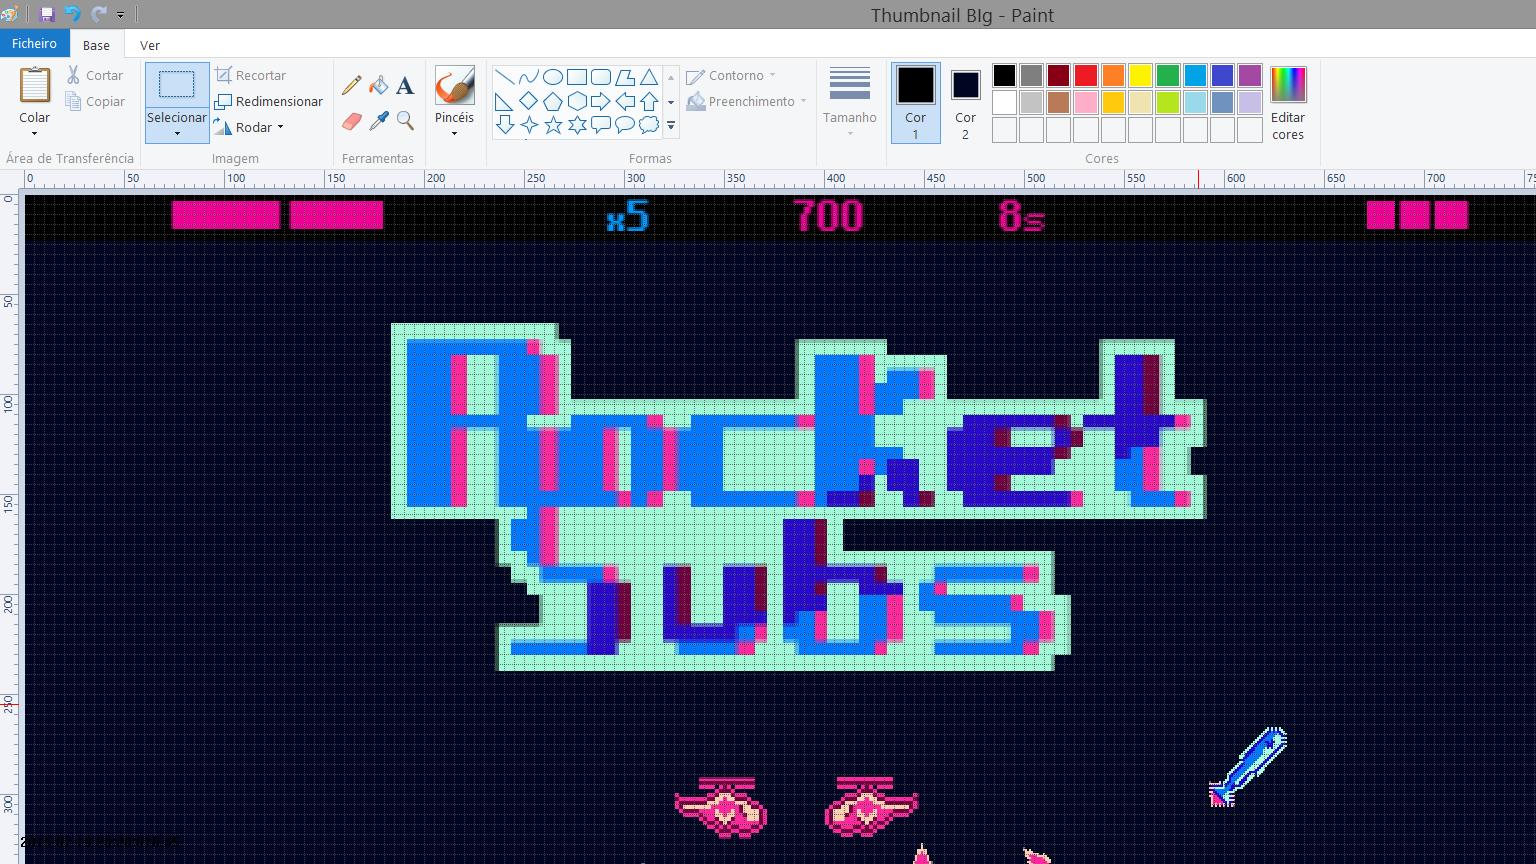 Thumbnail BIg - Paint
Ficheiro Base Ver
Colar
Cortar
Copiar
Área de Transferência
Selecionar
Recortar
Redimensionar
Rodar
Imagem
A
Ferramentas
Pincéis
Contorno
Preenchimento
Formas
Tamanho
Cor
1
Cor
2
Editar
cores
Cores
0 50 100 150 200 250 300 350 400 450 500 550 600 650 700 75
0
50
100
150
200
250
300
x5 700 8s
Rocket
Subs